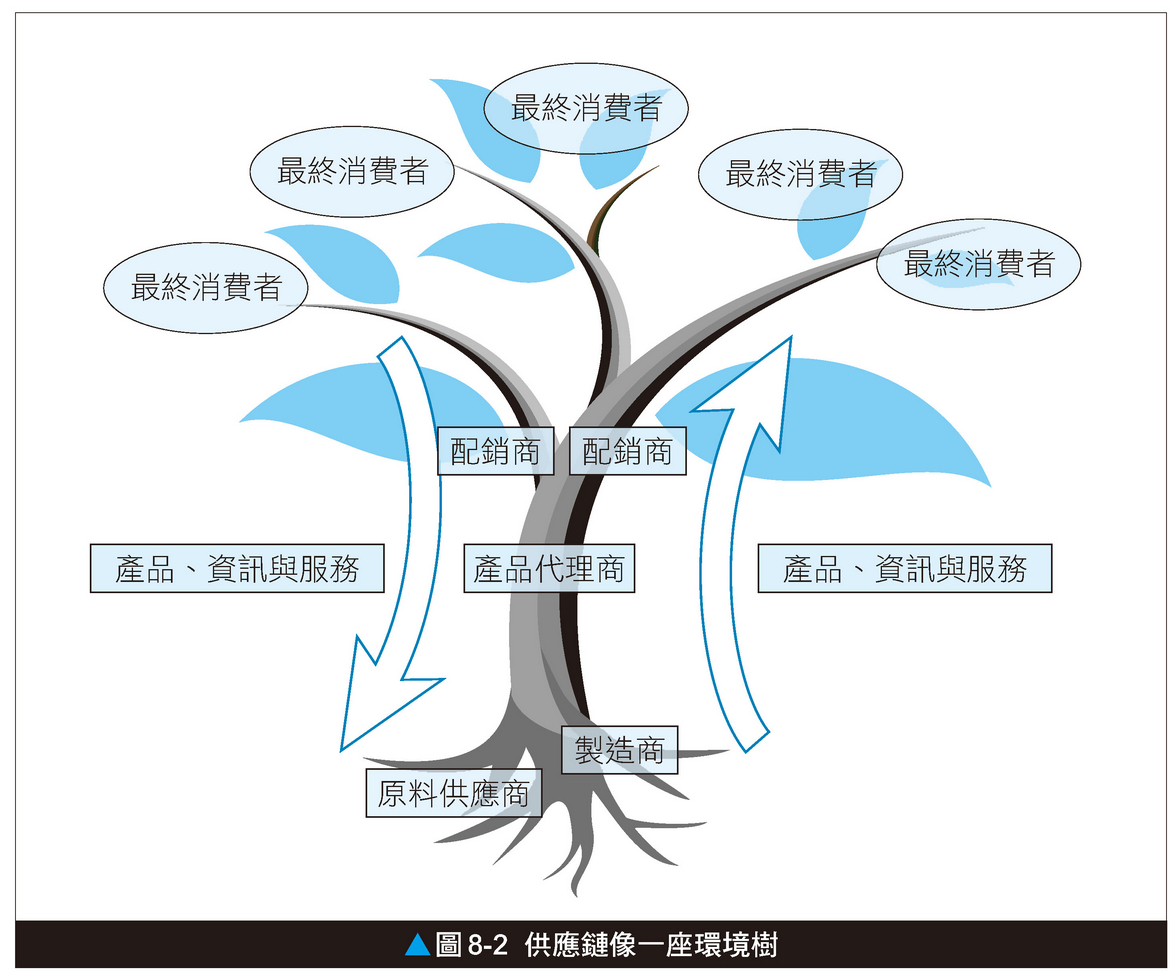 最終消費者
最終消費者
最終消費者
最終消費者
最終消費者
配銷商
配銷商
產品、資訊與服務
產品代理商
產品、資訊與服務
製造商
原料供應商
▲圖8-2 供應鏈像一座環境樹